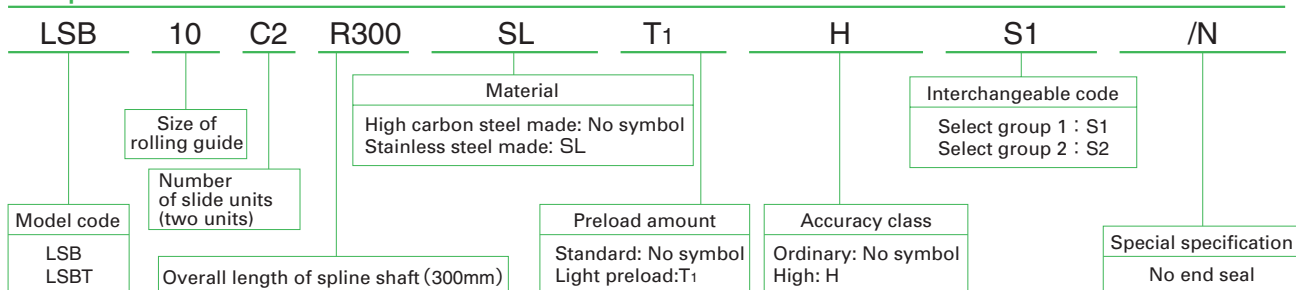 LSB 10 C2 R300 SL T1 H S1 /N
Material
High carbon steel made: No symbol
Stainless steel made: SL
Interchangeable code
Select group 1：S1
Select group 2：S2
Size of
rolling guide
Number
of slide units
(two units)
Model code
LSB
LSBT
Overall length of spline shaft (300mm)
Preload amount
Standard: No symbol
Light preload:T1
Accuracy class
Ordinary: No symbol
High: H
Special specification
No end seal